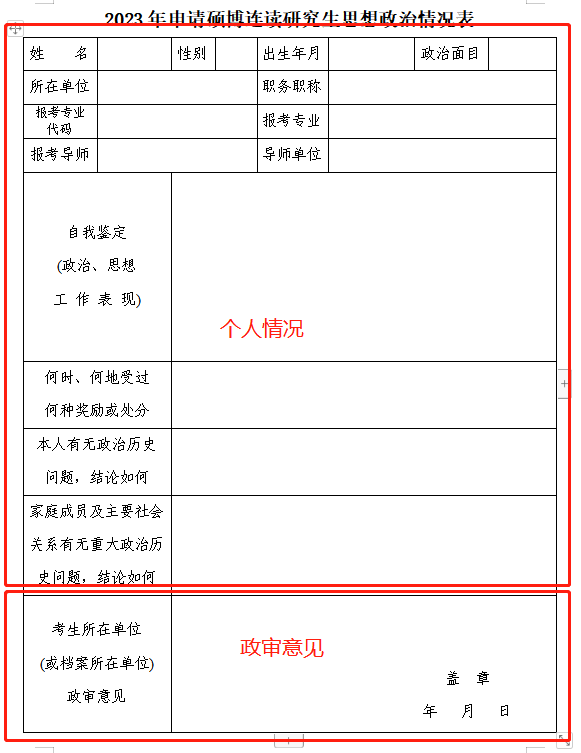 2023年申请硕博连读研究生思想政治情况表
姓 名 性别 出生年月 政治面目
所在单位 职务职称
报考专业
代码 报考专业
报考导师 导师单位
自我鉴定
(政治、思想
工 作 表 现)
个人情况
何时、何地受过
何种奖励或处分
本人有无政治历史
问题，结论如何
家庭成员及主要社会
关系有无重大政治历
史问题，结论如何
考生所在单位
(或档案所在单位)
政审意见
政审意见
盖 章
年 月 日